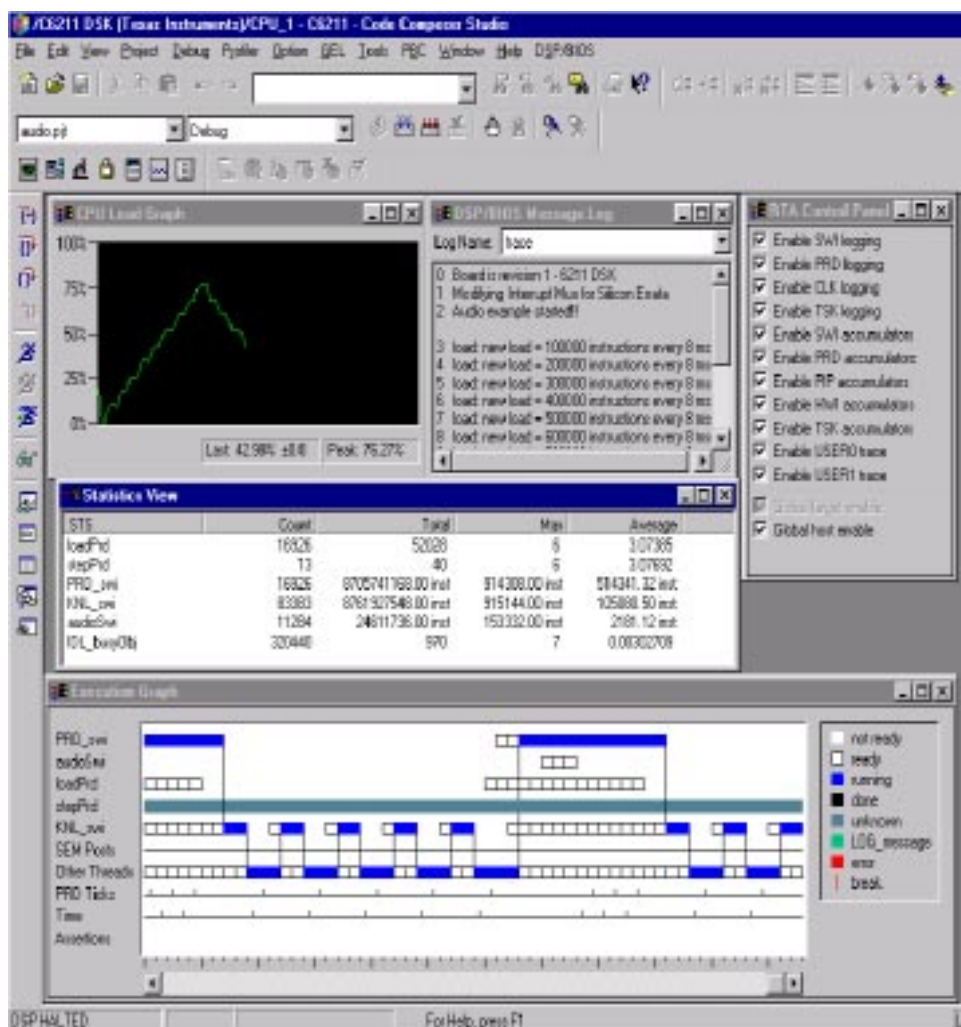 /C6211 DSK (Texas Instruments)/CPU_1 - C6211 - Code Composer Studio
File Edit View Project Debug Profiler Option GEL Tools PBC Window Help DSP/BIOS
audio.pjt Debug
CPU Load Graph
100%
75%
50%
25%
0%
Last: 42.98% Peak: 76.27%
DSP/BIOS Message Log
Log Name: trace
0 Board is revision 1 - 6211 DSK
1 Modifying Interrupt Mux for Silicon Errata
2 Audio example started!!
3 load: new load = 100000 instructions every 8 ms
4 load: new load = 200000 instructions every 8 ms
5 load: new load = 300000 instructions every 8 ms
6 load: new load = 400000 instructions every 8 ms
7 load: new load = 500000 instructions every 8 ms
8 load: new load = 600000 instructions every 8 ms
RTA Control Panel
Enable SWI logging
Enable PRD logging
Enable CLK logging
Enable TSK logging
Enable SWI accumulators
Enable PRD accumulators
Enable PIP accumulators
Enable HWI accumulators
Enable TSK accumulators
Enable USER0 trace
Enable USER1 trace
Global target enable
Global host enable
Statistics View
STS Count Total Max Average
loadPrd 16926 52028 6 3.07385
stepPrd 13 40 6 3.07692
PRD_swi 16926 8705741168.00 inst 914308.00 inst 514341.32 inst
KNL_swi 83383 8761927548.00 inst 915144.00 inst 105080.50 inst
audioSwi 11284 24611736.00 inst 153332.00 inst 2181.12 inst
IDL_busyObj 320440 970 7 0.00302709
Execution Graph
PRD_swi
audioSwi
loadPrd
stepPrd
KNL_swi
SEM Posts
Other Threads
PRD Ticks
Time
Assertions
not ready
ready
running
done
unknown
LOG_message
error
break
DSP HALTED For Help, press F1